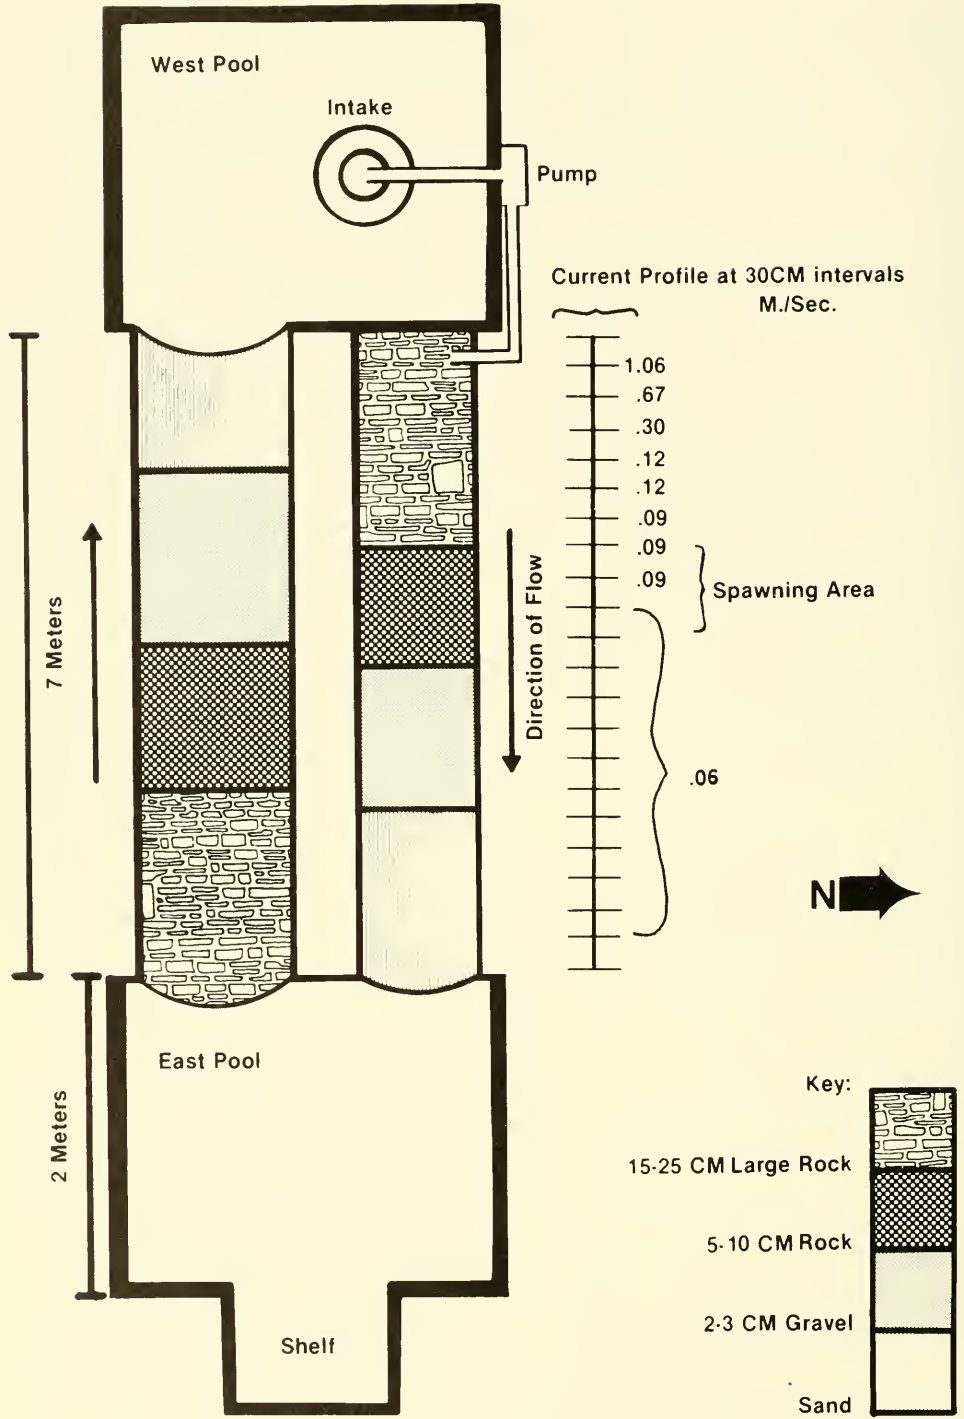 West Pool
Intake
Pump
Current Profile at 30CM intervals
M./Sec.
1.06
.67
.30
.12
.12
.09
.09
.09
Spawning Area
7 Meters
Direction of Flow
.06
N
East Pool
2 Meters
Shelf
Key:
15-25 CM Large Rock
5-10 CM Rock
2-3 CM Gravel
Sand